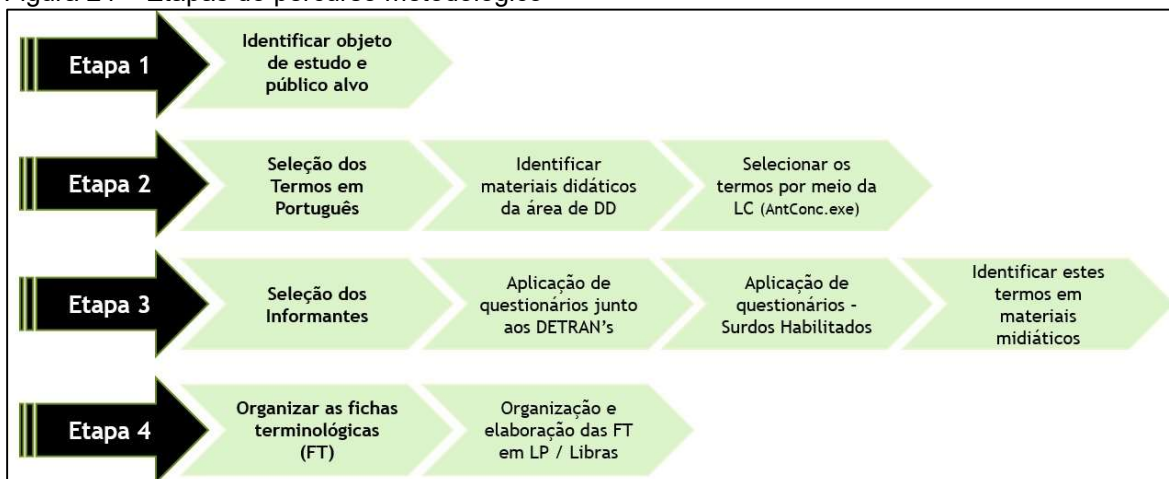 Figura 24 – Etapas do percurso metodológico
Etapa 1
Identificar objeto
de estudo e
público alvo
Etapa 2
Seleção dos
Termos em
Português
Identificar
materiais didáticos
da área de DD
Selecionar os
termos por meio da
LC (AntConc.exe)
Etapa 3
Seleção dos
Informantes
Aplicação de
questionários junto
aos DETRAN's
Aplicação de
questionários -
Surdos Habilitados
Identificar estes
termos em
materiais
midiáticos
Etapa 4
Organizar as fichas
terminológicas
(FT)
Organização e
elaboração das FT
em LP / Libras